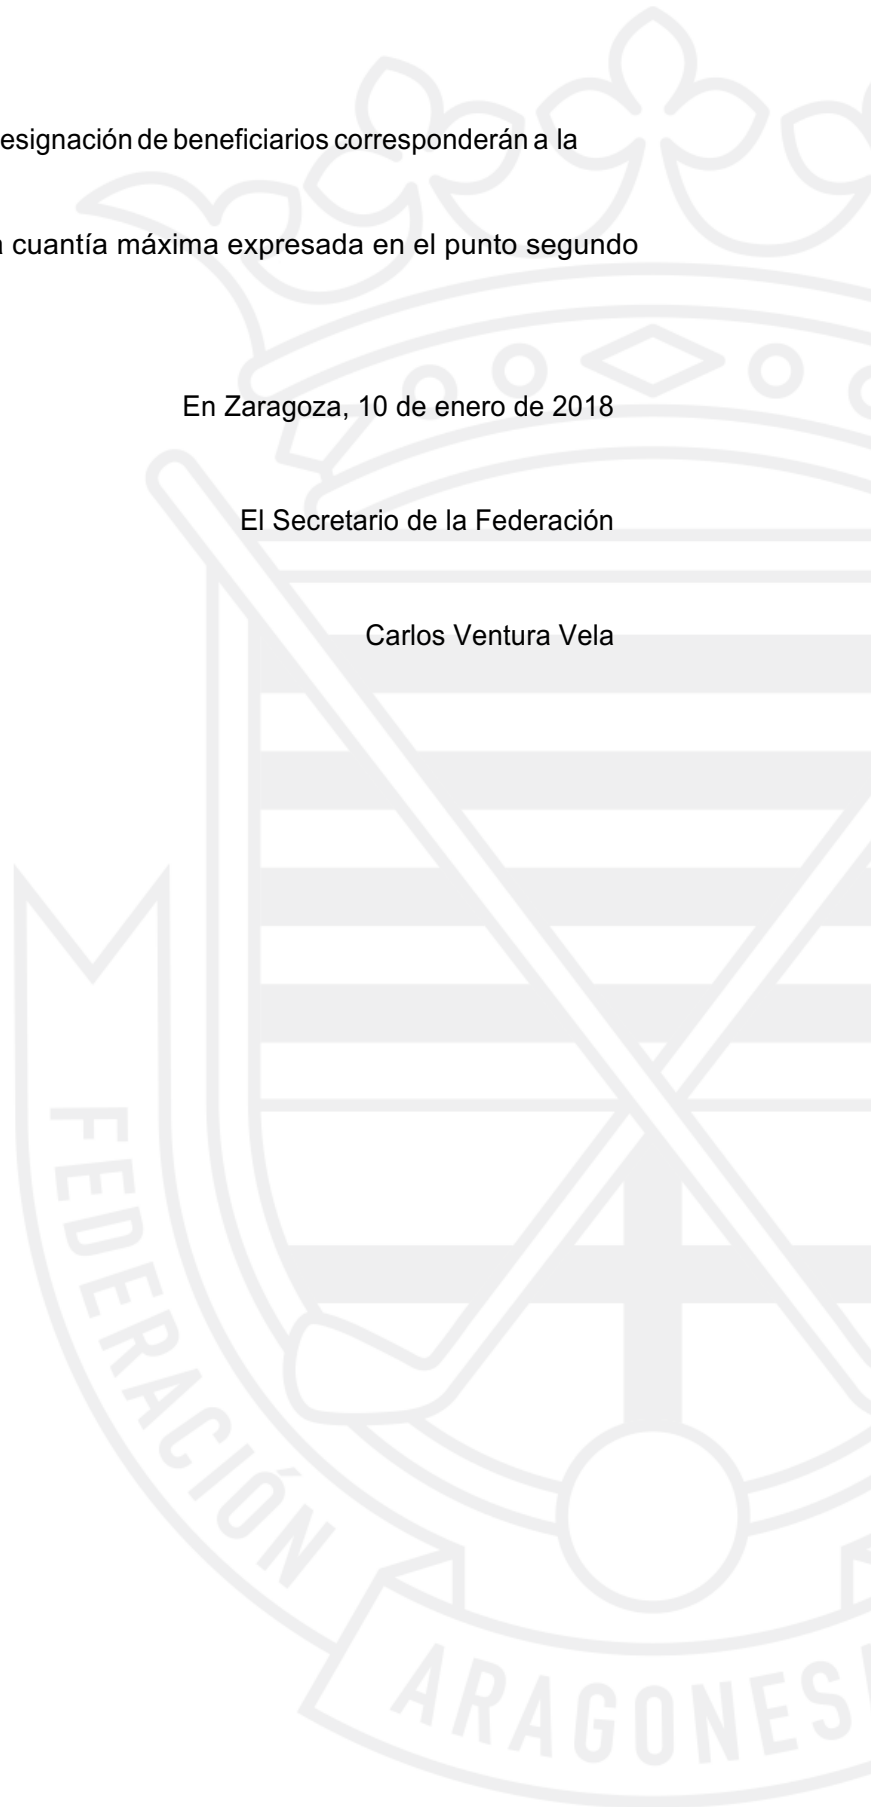 esignación de beneficiarios corresponderán a la
cuantía máxima expresada en el punto segundo
En Zaragoza, 10 de enero de 2018
El Secretario de la Federación
Carlos Ventura Vela
FEDERACIÓN
ARAGONES